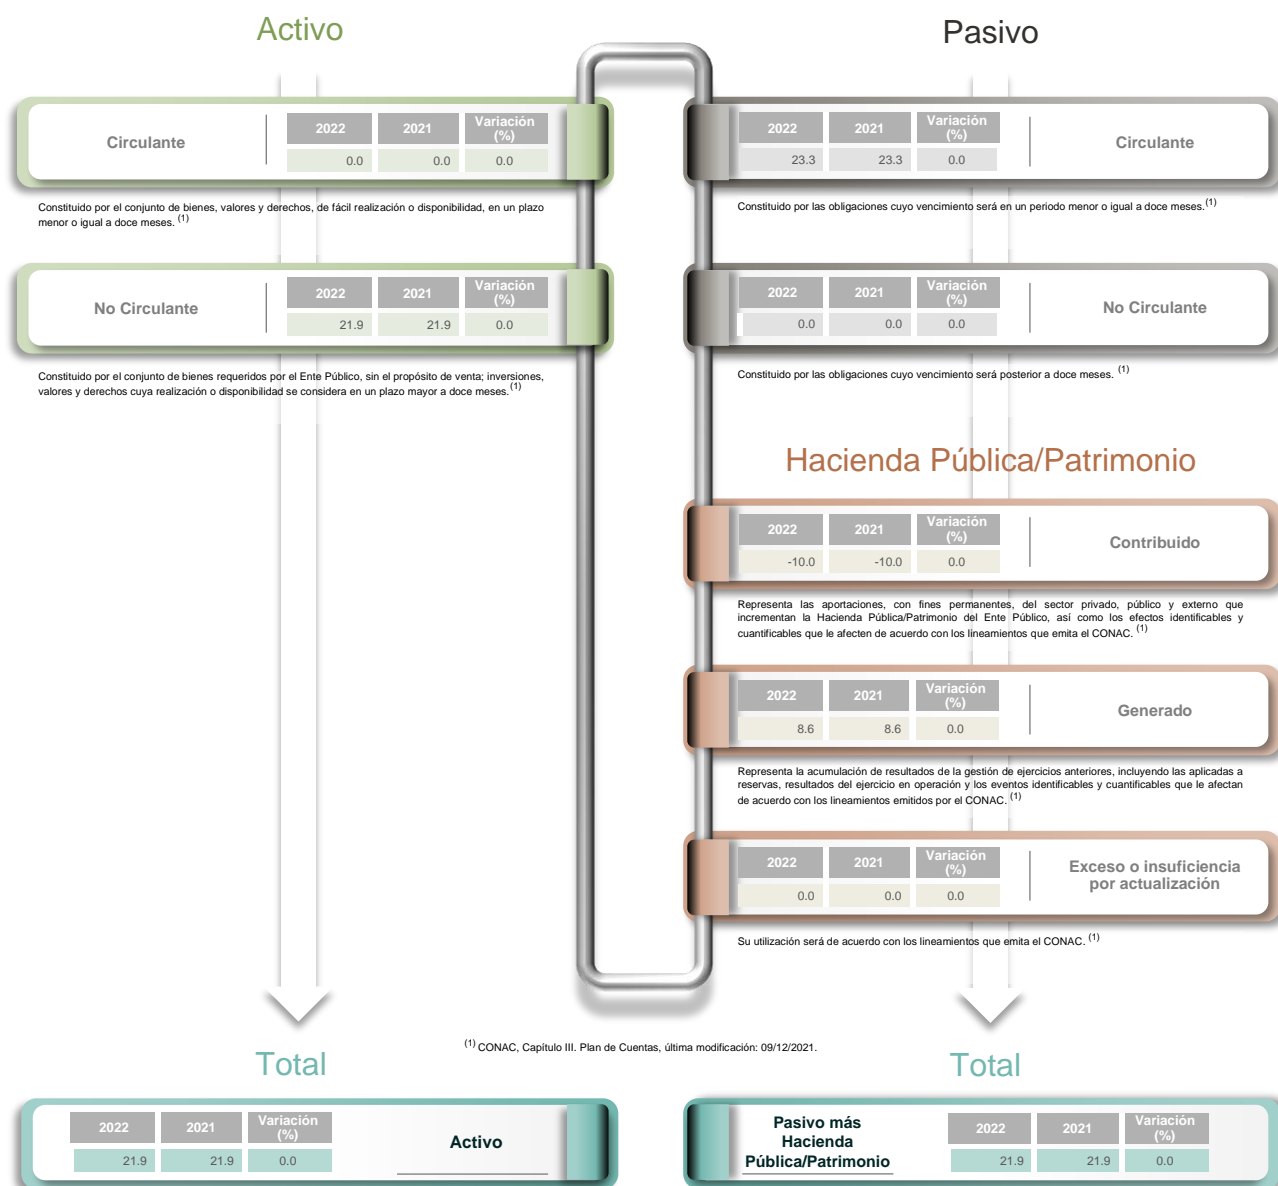 Activo
Circulante
2022 2021 Variación (%)
0.0 0.0 0.0
Constituido por el conjunto de bienes, valores y derechos, de fácil realización o disponibilidad, en un plazo
menor o igual a doce meses. (1)
No Circulante
2022 2021 Variación (%)
21.9 21.9 0.0
Constituido por el conjunto de bienes requeridos por el Ente Público, sin el propósito de venta; inversiones,
valores y derechos cuya realización o disponibilidad se considera en un plazo mayor a doce meses. (1)
Pasivo
2022 2021 Variación (%)
23.3 23.3 0.0
Circulante
Constituido por las obligaciones cuyo vencimiento será en un periodo menor o igual a doce meses. (1)
2022 2021 Variación (%)
0.0 0.0 0.0
No Circulante
Constituido por las obligaciones cuyo vencimiento será posterior a doce meses. (1)
Hacienda Pública/Patrimonio
2022 2021 Variación (%)
-10.0 -10.0 0.0
Contribuido
Representa las aportaciones, con fines permanentes, del sector privado, público y externo que
incrementan la Hacienda Pública/Patrimonio del Ente Público, así como los efectos identificables y
cuantificables que le afecten de acuerdo con los lineamientos que emita el CONAC. (1)
2022 2021 Variación (%)
8.6 8.6 0.0
Generado
Representa la acumulación de resultados de la gestión de ejercicios anteriores, incluyendo las aplicadas a
reservas, resultados del ejercicio en operación y los eventos identificables y cuantificables que le afectan
de acuerdo con los lineamientos emitidos por el CONAC. (1)
2022 2021 Variación (%)
0.0 0.0 0.0
Exceso o insuficiencia
por actualización
Su utilización será de acuerdo con los lineamientos que emita el CONAC. (1)
(1) CONAC, Capítulo III. Plan de Cuentas, última modificación: 09/12/2021.
Total
2022 2021 Variación (%)
21.9 21.9 0.0
Activo
Total
Pasivo más
Hacienda
Pública/Patrimonio
2022 2021 Variación (%)
21.9 21.9 0.0